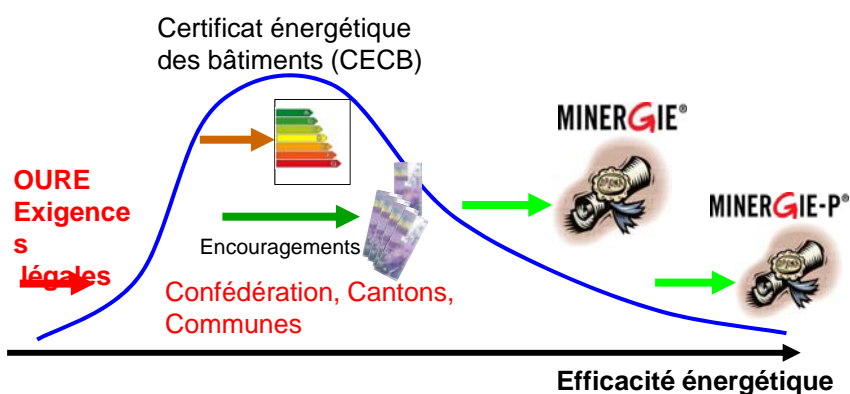 Certificat énergétique
des bâtiments (CECB)
MINERGIE®
OURE
Exigence
s
légales
MINERGIE-P®
Encouragements
Confédération, Cantons,
Communes
Efficacité énergétique